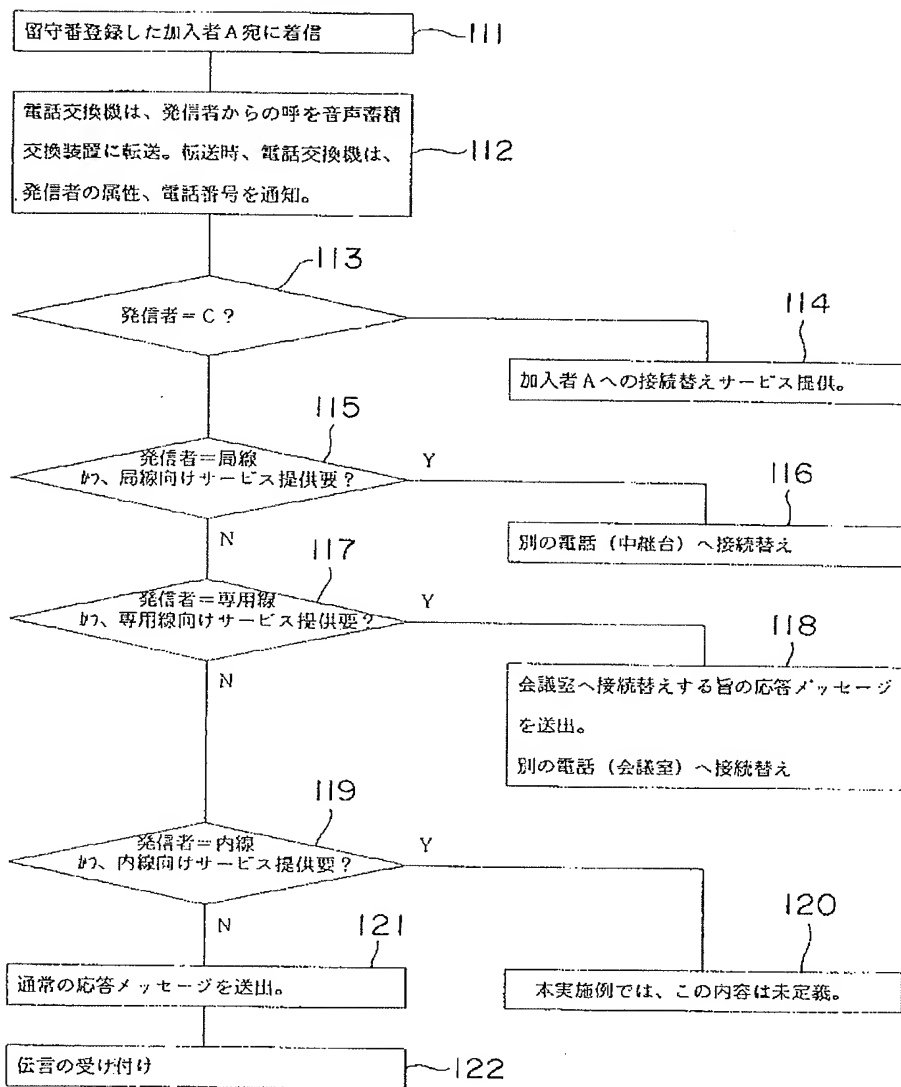 留守番登録した加入者A宛に着信
111
電話交換機は、発信者からの呼を音声蓄積
交換装置に転送。転送時、電話交換機は、
発信者の属性、電話番号を通知。
112
113
発信者=C?
114
加入者Aへの接続替えサービス提供。
115
発信者=局線
かつ、局線向けサービス提供要?
Y
116
別の電話(中継台)へ接続替え
N
117
発信者=専用線
かつ、専用線向けサービス提供要?
Y
118
会議室へ接続替えする旨の応答メッセージ
を送出。
別の電話(会議室)へ接続替え
N
119
発信者=内線
かつ、内線向けサービス提供要?
Y
120
本実施例では、この内容は未定義。
N
121
通常の応答メッセージを送出。
伝言の受け付け
122